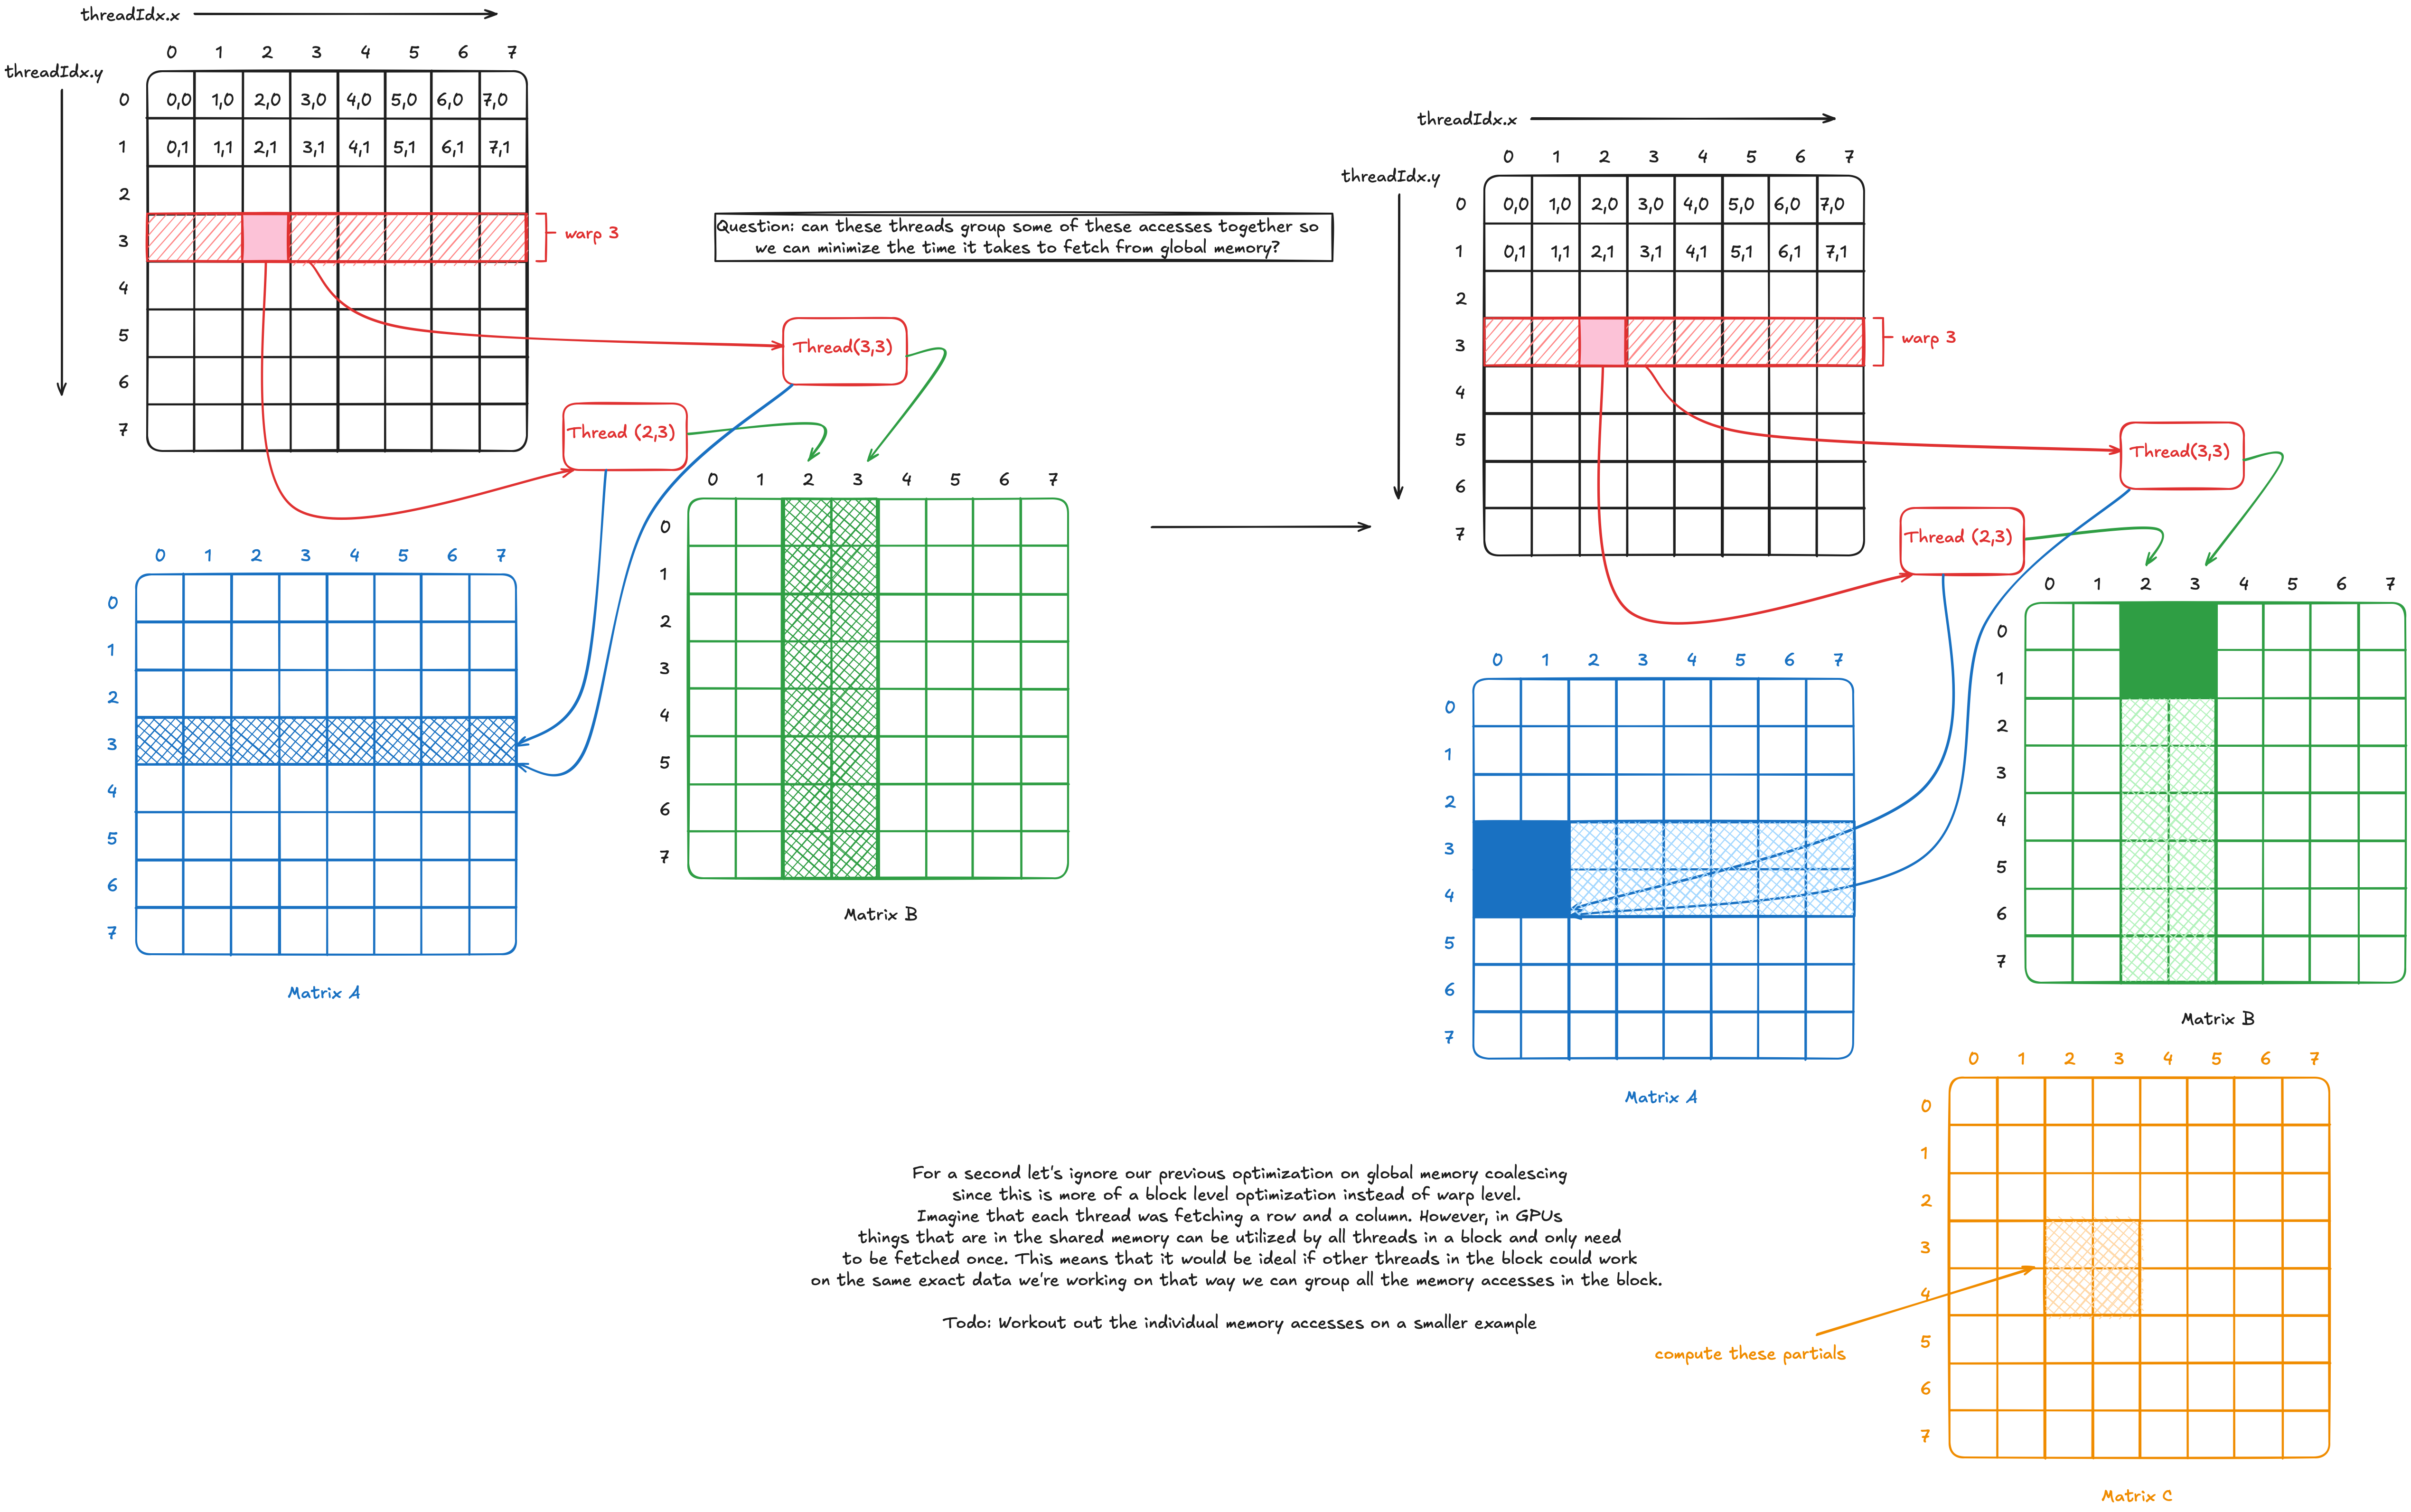 threadIdx.x
0 1 2 3 4 5 6 7
threadIdx.y
0 0,0 1,0 2,0 3,0 4,0 5,0 6,0 7,0
1 0,1 1,1 2,1 3,1 4,1 5,1 6,1 7,1
2
3
warp 3
4
5
6
7
Question: can these threads group some of these accesses together so
we can minimize the time it takes to fetch from global memory?
Thread(3,3)
Thread (2,3)
0 1 2 3 4 5 6 7
0
1
2
3
4
5
6
7
Matrix B
0 1 2 3 4 5 6 7
0
1
2
3
4
5
6
7
Matrix A
threadIdx.x
0 1 2 3 4 5 6 7
threadIdx.y
0 0,0 1,0 2,0 3,0 4,0 5,0 6,0 7,0
1 0,1 1,1 2,1 3,1 4,1 5,1 6,1 7,1
2
3
warp 3
4
5
6
7
Thread(3,3)
Thread (2,3)
0 1 2 3 4 5 6 7
0
1
2
3
4
5
6
7
Matrix B
0 1 2 3 4 5 6 7
0
1
2
3
4
5
6
7
Matrix A
For a second let's ignore our previous optimization on global memory coalescing
since this is more of a block level optimization instead of warp level.
Imagine that each thread was fetching a row and a column. However, in GPUs
things that are in the shared memory can be utilized by all threads in a block and only need
to be fetched once. This means that it would be ideal if other threads in the block could work
on the same exact data we're working on that way we can group all the memory accesses in the block.
Todo: Workout out the individual memory accesses on a smaller example
0 1 2 3 4 5 6 7
0
1
2
3
4
5
6
7
compute these partials
Matrix C